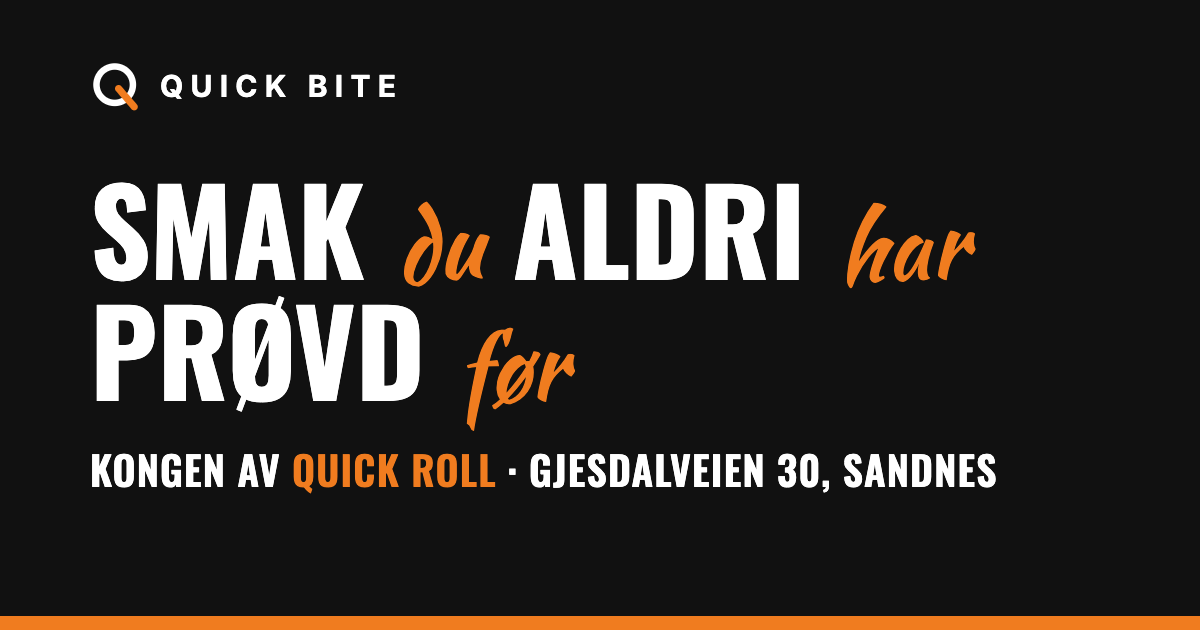 QUICK BITE
SMAK du ALDRI har
PRØVD før
KONGEN AV QUICK ROLL · GJESDALVEIEN 30, SANDNES